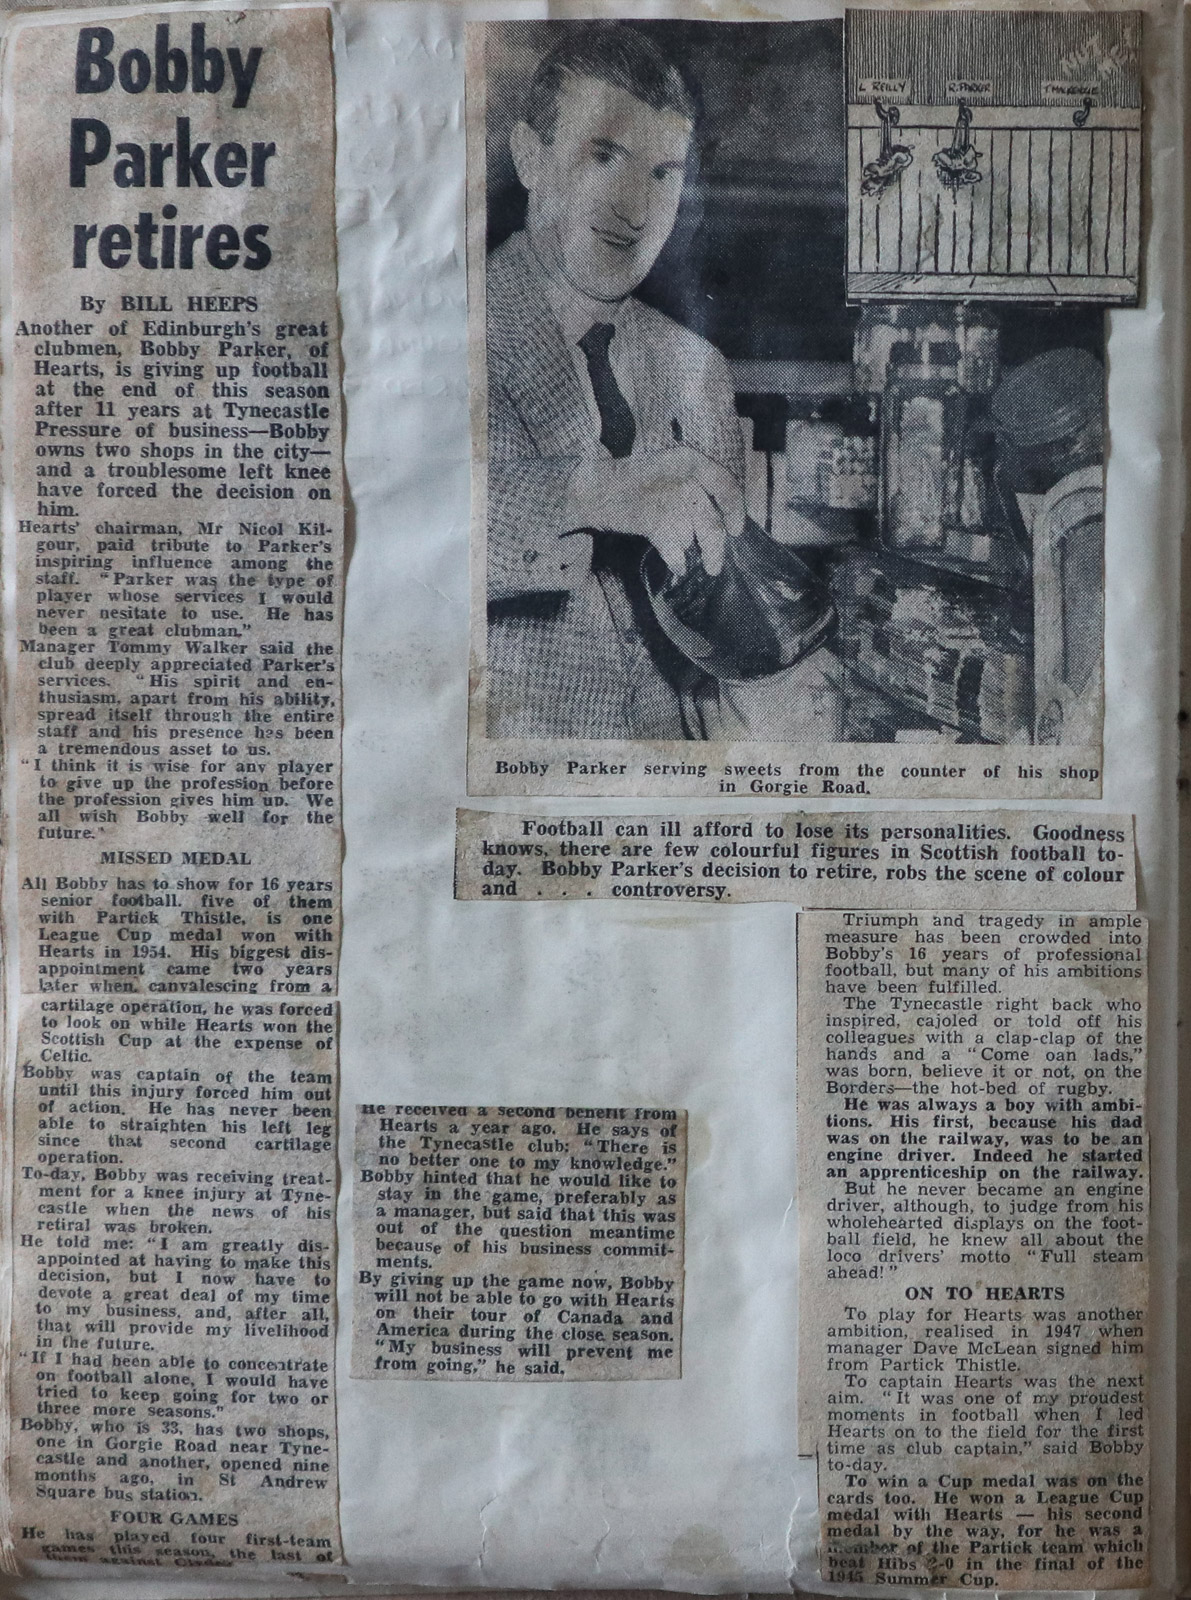 Bobby
Parker
retires
By BILL HEEPS
Another of Edinburgh's great
clubmen, Bobby Parker, of
Hearts, is giving up football
at the end of this season
after 11 years at Tynecastle
Pressure of business—Bobby
owns two shops in the city—
and a troublesome left knee
have forced the decision on
him.
Hearts' chairman, Mr Nicol Kil-
gour, paid tribute to Parker's
inspiring influence among the
staff. "Parker was the type of
player whose services I would
never nesitate to use. He has
been a great clubman."
Manager Tommy Walker said the
club deeply appreciated Parker's
services. "His spirit and en-
thusiasm, apart from his ability,
spread itself through the entire
staff and his presence has been
a tremendous asset to us.
"I think it is wise for any player
to give up the profession before
the profession gives him up. We
all wish Bobby well for the
future."
MISSED MEDAL
All Bobby has to show for 16 years
senior football, five of them
with Partick Thistle, is one
League Cup medal won with
Hearts in 1954. His biggest dis-
appointment came two years
later when, canvalescing from a
cartilage operation, he was forced
to look on while Hearts won the
Scottish Cup at the expense of
Celtic.
Bobby was captain of the team
until this injury forced him out
of action. He has never been
able to straighten his left leg
since that second cartilage
operation.
To-day, Bobby was receiving treat-
ment for a knee injury at Tyne-
castle when the news of his
retiral was broken.
He told me: "I am greatly dis-
appointed at having to make this
decision, but I now have to
devote a great deal of my time
to my business, and, after all,
that will provide my livelihood
in the future.
"If I had been able to concentrate
on football alone, I would have
tried to keep going for two or
three more seasons."
Bobby, who is 33, has two shops,
one in Gorgie Road near Tyne-
castle and another, opened nine
months ago, in St Andrew
Square bus station.
FOUR GAMES
He has played four first-team
games this season, the last of
them against
He received a second benefit from
Hearts a year ago. He says of
the Tynecastle club: "There is
no better one to my knowledge."
Bobby hinted that he would like to
stay in the game, preferably as
a manager, but said that this was
out of the question meantime
because of his business commit-
ments.
By giving up the game now, Bobby
will not be able to go with Hearts
on their tour of Canada and
America during the close season.
"My business will prevent me
from going," he said.
L REILLY
R. PARKER
Bobby Parker serving sweets from the counter of his shop
in Gorgie Road.
Football can ill afford to lose its personalities. Goodness
knows, there are few colourful figures in Scottish football to-
day. Bobby Parker's decision to retire, robs the scene of colour
and . . . controversy.
Triumph and tragedy in ample
measure has been crowded into
Bobby's 16 years of professional
football, but many of his ambitions
have been fulfilled.
The Tynecastle right back who
inspired, cajoled or told off his
colleagues with a clap-clap of the
hands and a "Come oan lads,"
was born, believe it or not, on the
Borders—the hot-bed of rugby.
He was always a boy with ambi-
tions. His first, because his dad
was on the railway, was to be an
engine driver. Indeed he started
an apprenticeship on the railway.
But he never became an engine
driver, although, to judge from his
wholehearted displays on the foot-
ball field, he knew all about the
loco drivers' motto "Full steam
ahead!"
ON TO HEARTS
To play for Hearts was another
ambition, realised in 1947 when
manager Dave McLean signed him
from Partick Thistle.
To captain Hearts was the next
aim. "It was one of my proudest
moments in football when I led
Hearts on to the field for the first
time as club captain," said Bobby
to-day.
To win a Cup medal was on the
cards too. He won a League Cup
medal with Hearts — his second
medal by the way, for he was a
member of the Partick team which
beat Hibs 2-0 in the final of the
1945 Summer Cup.